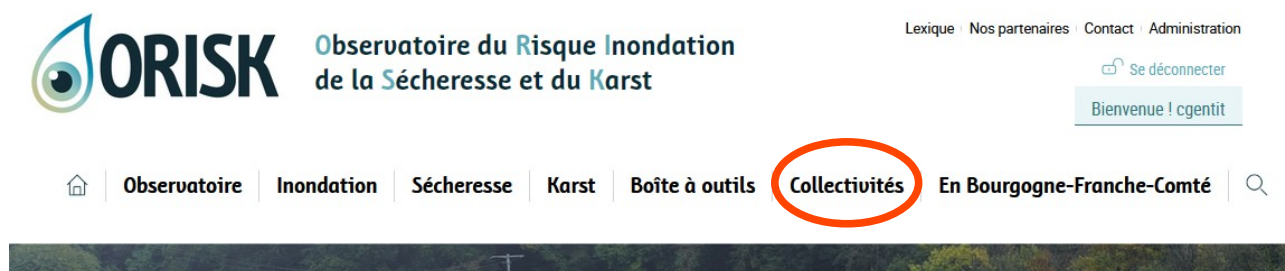 ORISK
Observatoire du Risque Inondation
de la Sécheresse et du Karst
Lexique Nos partenaires Contact Administration
Se déconnecter
Bienvenue ! cgentit
Observatoire Inondation Sécheresse Karst Boîte à outils Collectivités En Bourgogne-Franche-Comté